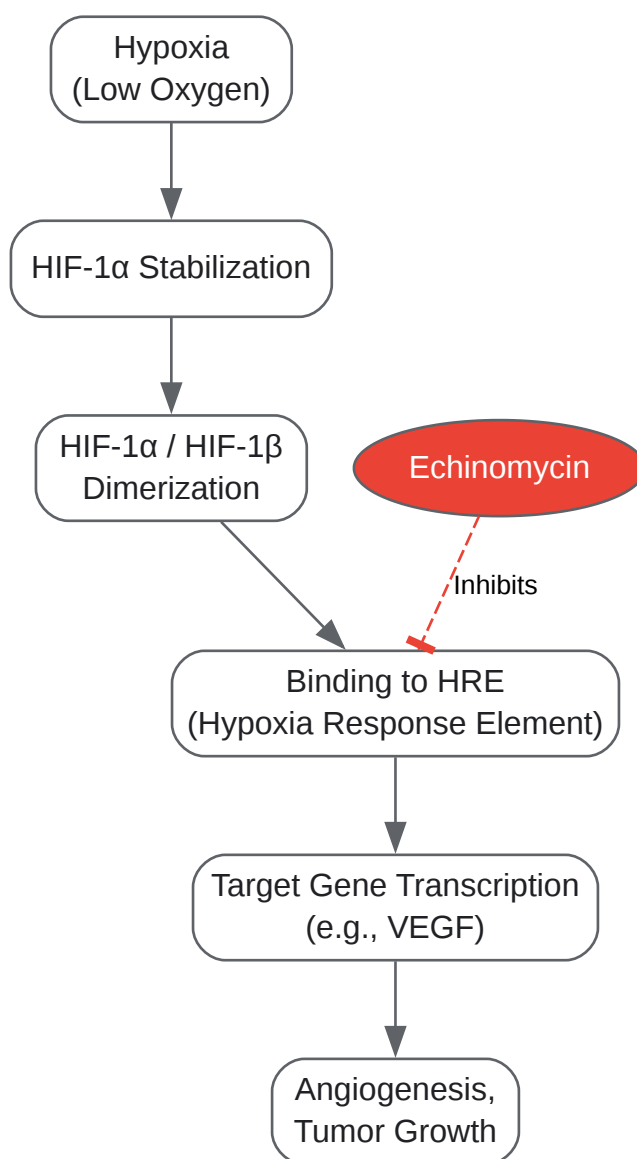 Hypoxia
(Low Oxygen)
HIF-1α Stabilization
HIF-1α / HIF-1β
Dimerization
Echinomycin
Inhibits
Binding to HRE
(Hypoxia Response Element)
Target Gene Transcription
(e.g., VEGF)
Angiogenesis,
Tumor Growth